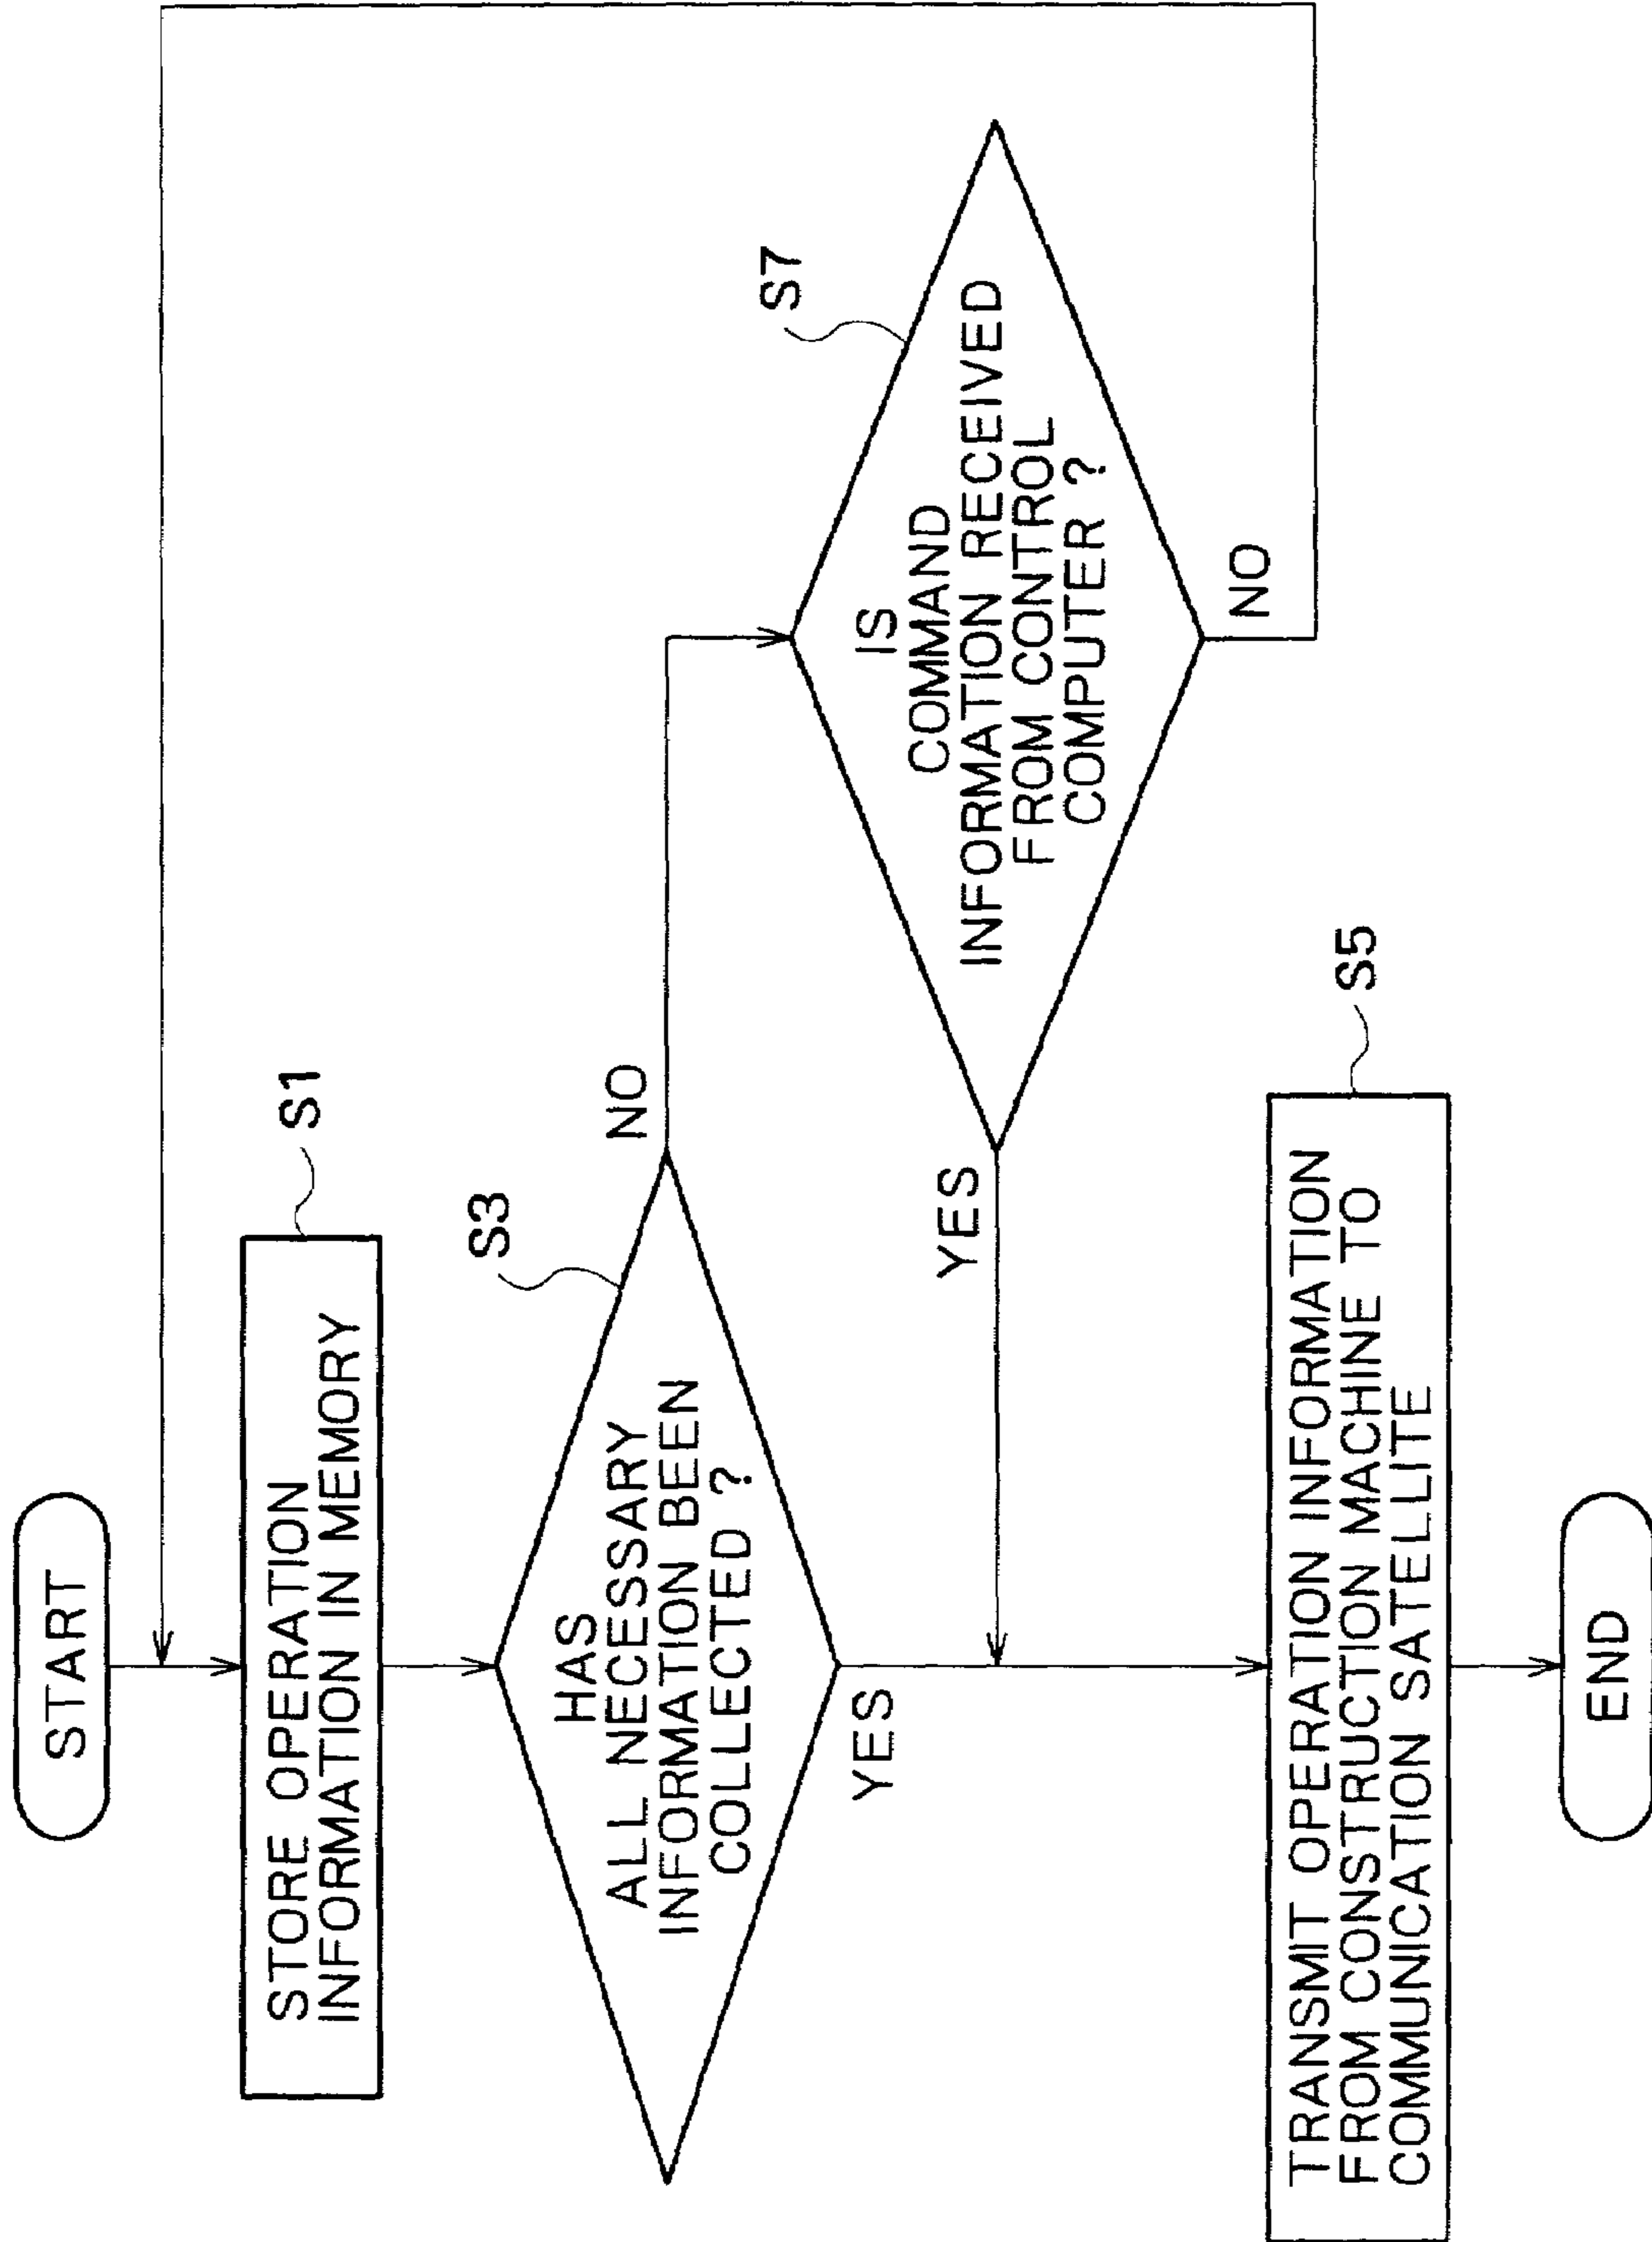 START
STORE OPERATION
INFORMATION IN MEMORY
S1
HAS
ALL NECESSARY
INFORMATION BEEN
COLLECTED ?
S3
NO
YES
IS
COMMAND
INFORMATION RECEIVED
FROM CONTROL
COMPUTER ?
S7
YES
NO
TRANSMIT OPERATION INFORMATION
FROM CONSTRUCTION MACHINE TO
COMMUNICATION SATELLITE
S5
END